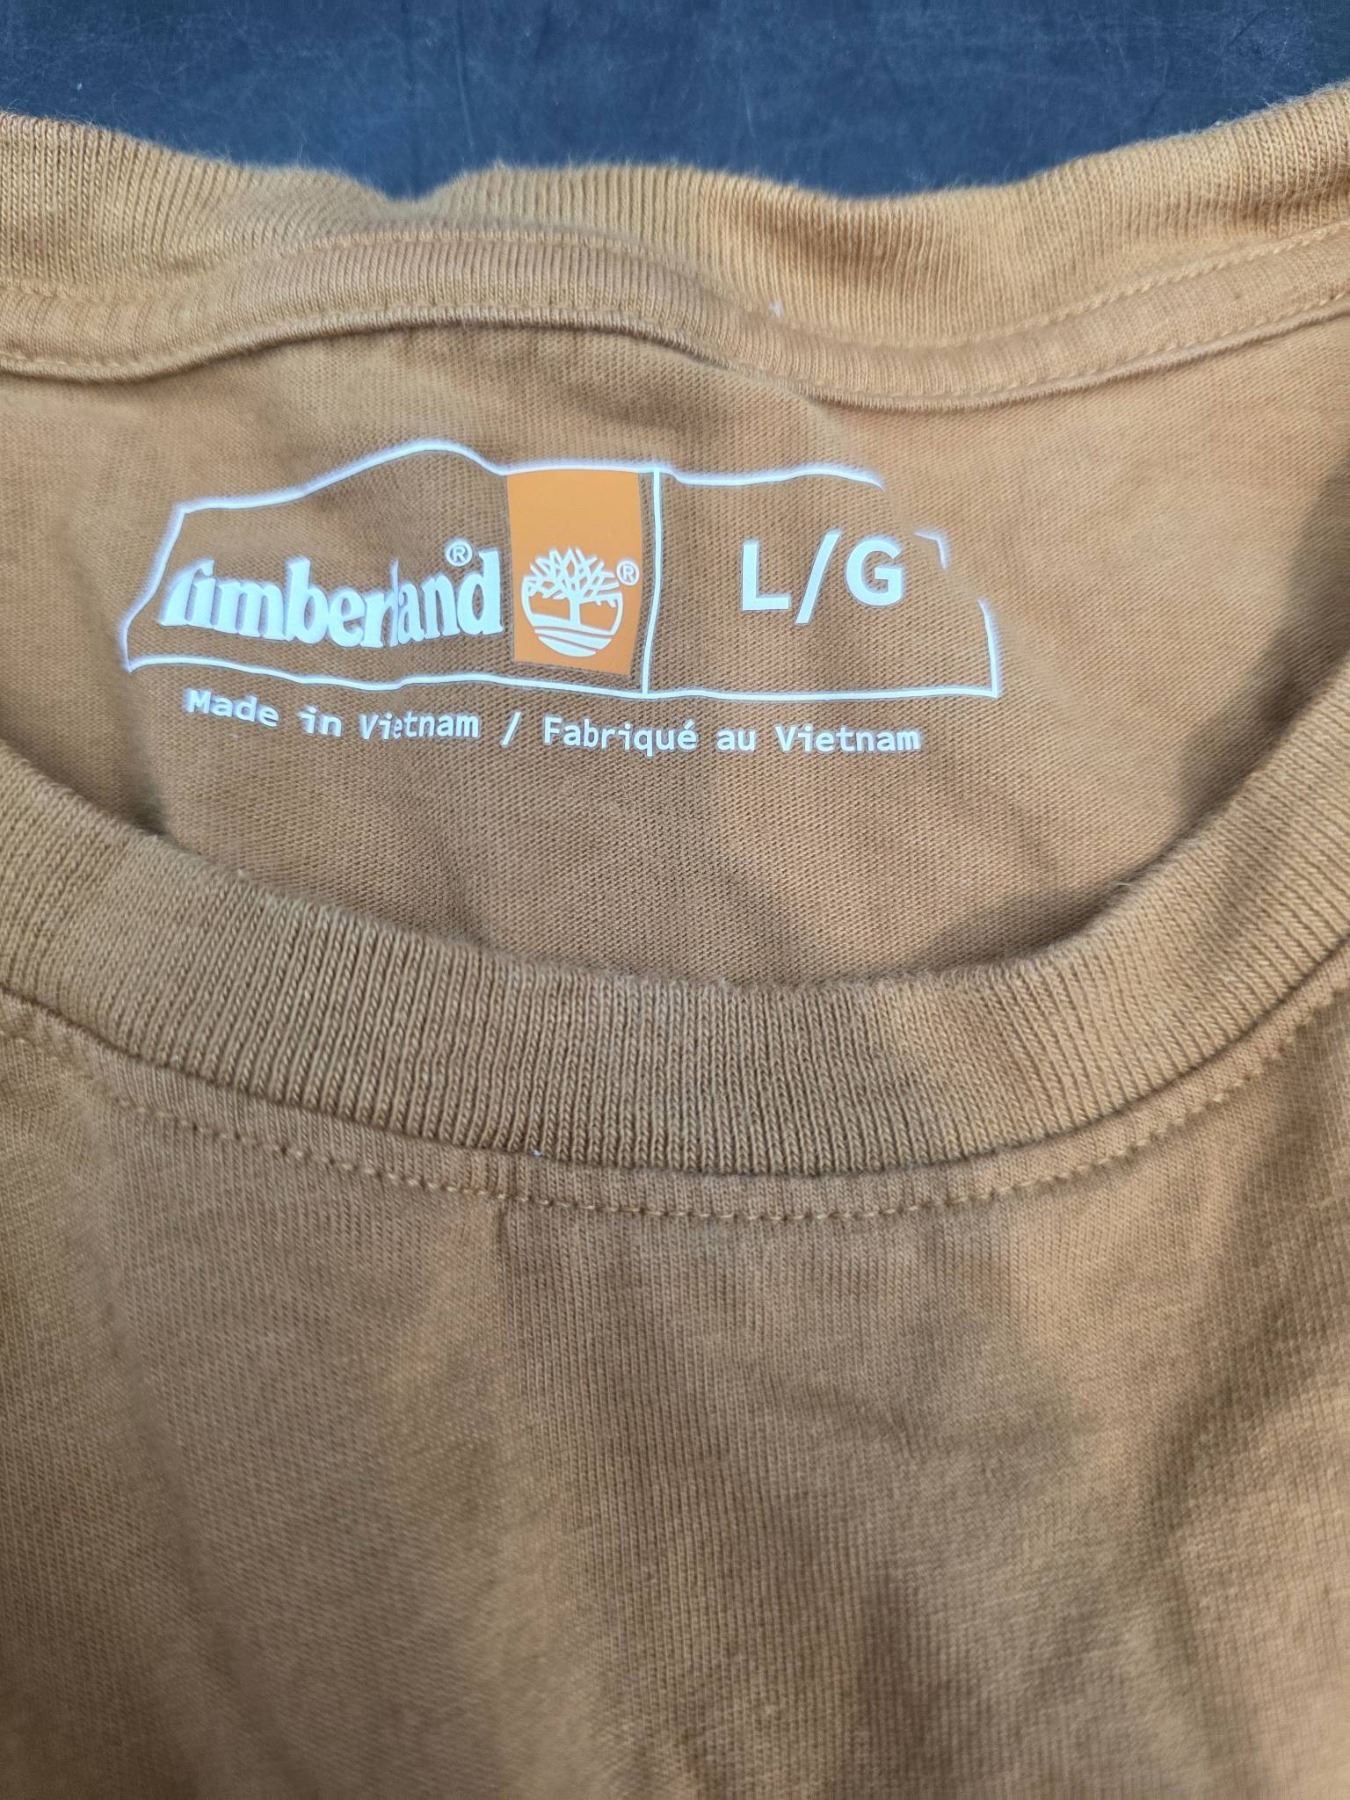 Timberland® ® L/G
Made in Vietnam / Fabriqué au Vietnam